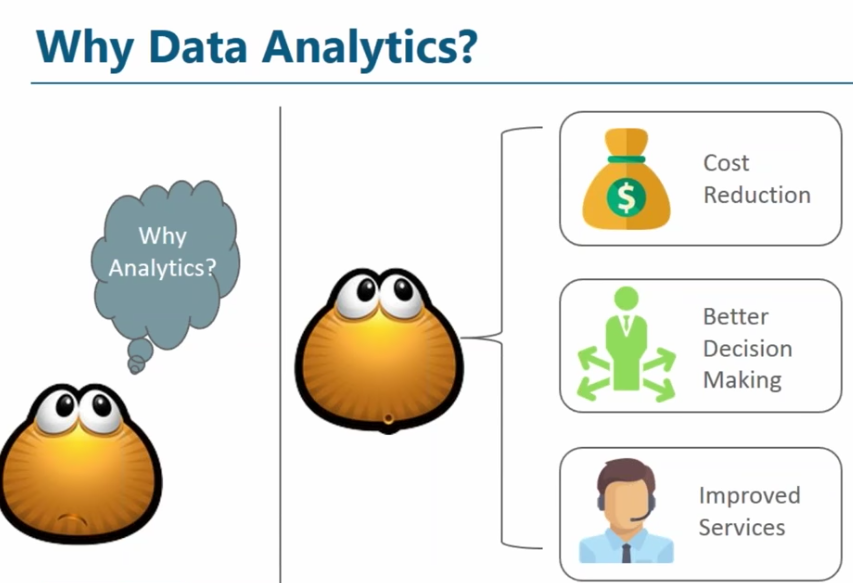 Why Data Analytics?
Why
Analytics?
Cost
Reduction
Better
Decision
Making
Improved
Services